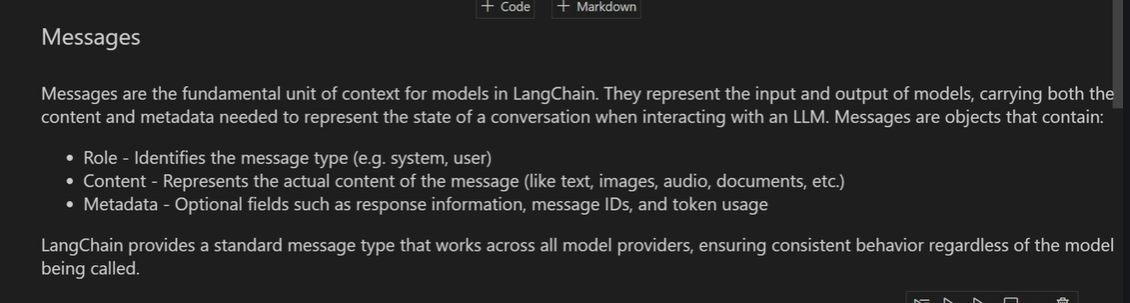 + Code + Markdown
Messages
Messages are the fundamental unit of context for models in LangChain. They represent the input and output of models, carrying both the
content and metadata needed to represent the state of a conversation when interacting with an LLM. Messages are objects that contain:
• Role - Identifies the message type (e.g. system, user)
• Content - Represents the actual content of the message (like text, images, audio, documents, etc.)
• Metadata - Optional fields such as response information, message IDs, and token usage
LangChain provides a standard message type that works across all model providers, ensuring consistent behavior regardless of the model
being called.